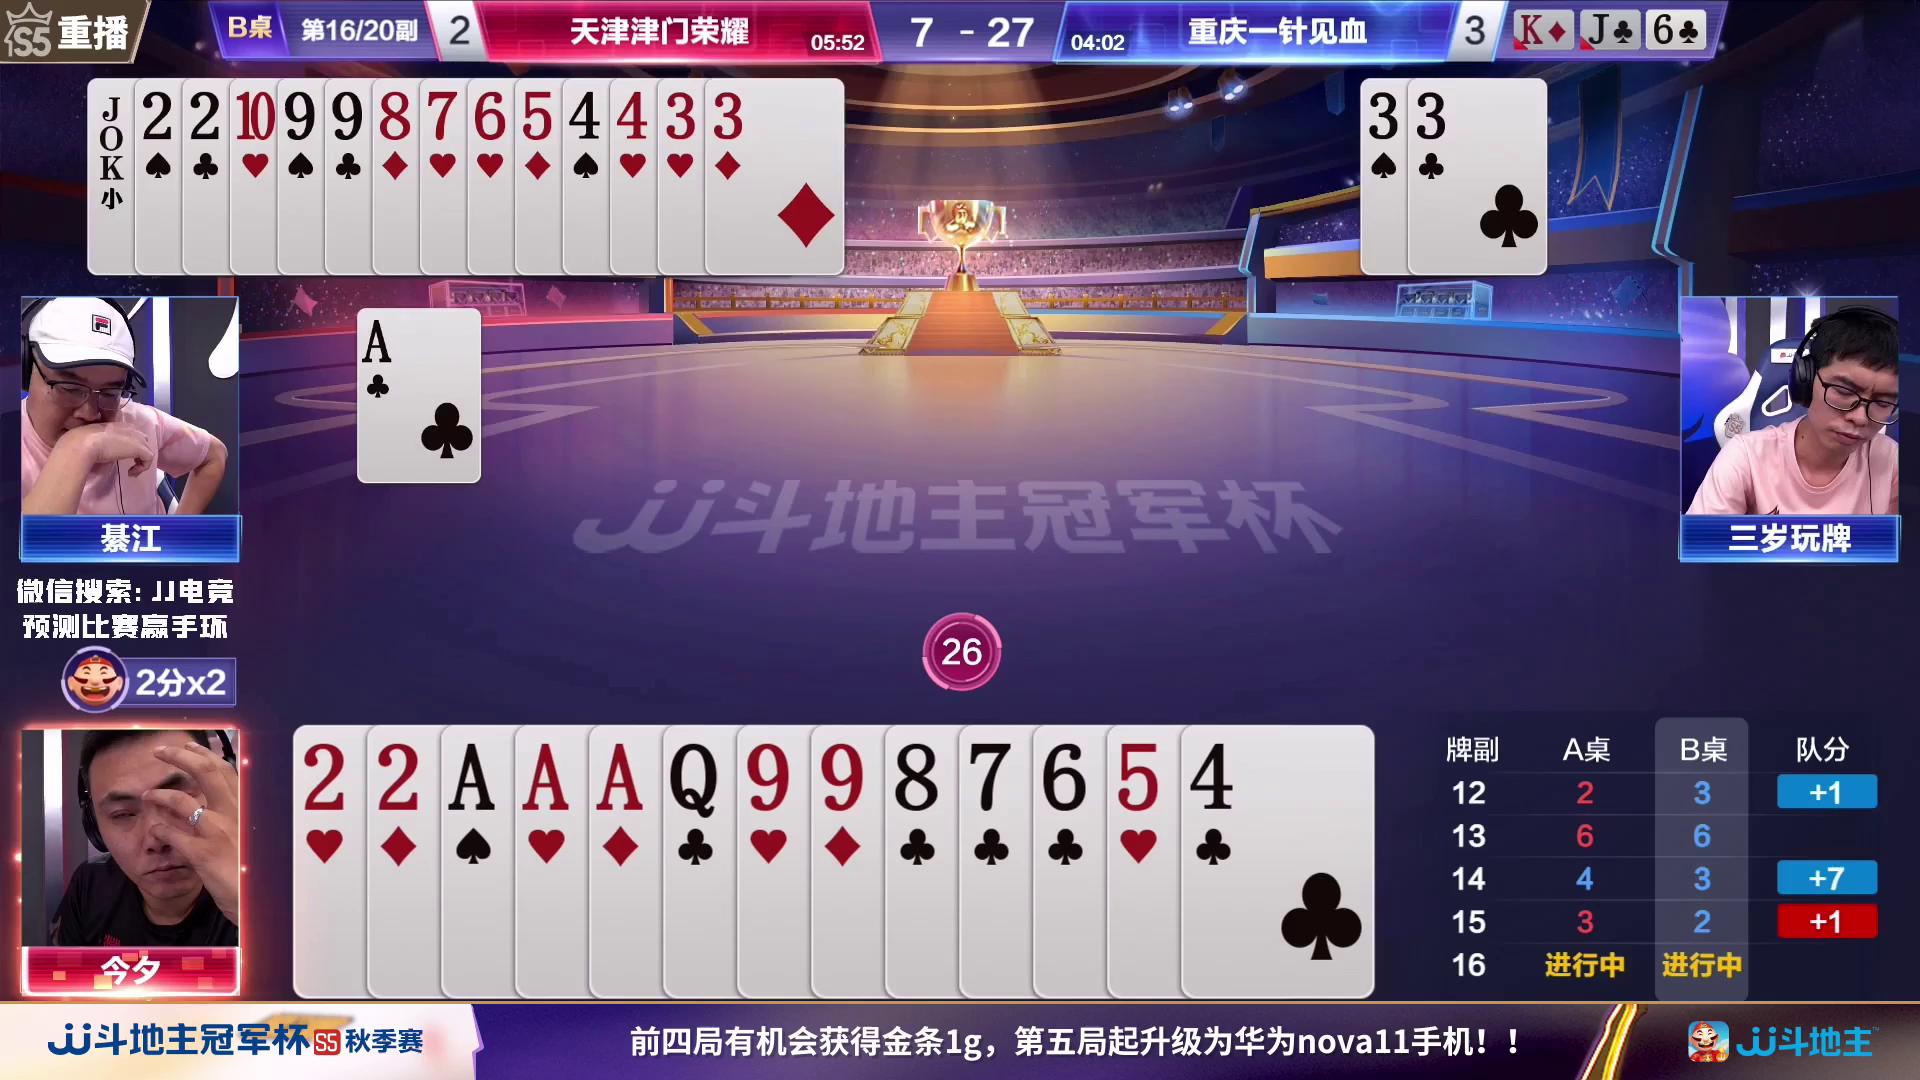 S5 重播
B桌 第16/20副 2 天津津门荣耀 05:52 7 - 27 04:02 重庆一针见血 3 K♦ J♣ 6♣
JOK小 2♠ 2♣ 10♥ 9♠ 9♣ 8♦ 7♥ 6♥ 5♦ 4♠ 4♥ 3♥ 3♦
3♠ 3♣
A♣
JJ斗地主冠军杯
綦江
三岁玩牌
微信搜索: JJ电竞
预测比赛赢手环
26
2分x2
2♥ 2♦ A♠ A♥ A♦ Q♣ 9♥ 9♦ 8♣ 7♣ 6♣ 5♥ 4♣
今夕
牌副 A桌 B桌 队分
12 2 3 +1
13 6 6
14 4 3 +7
15 3 2 +1
16 进行中 进行中
JJ斗地主冠军杯 S5 秋季赛
前四局有机会获得金条1g，第五局起升级为华为nova11手机！！
JJ斗地主™